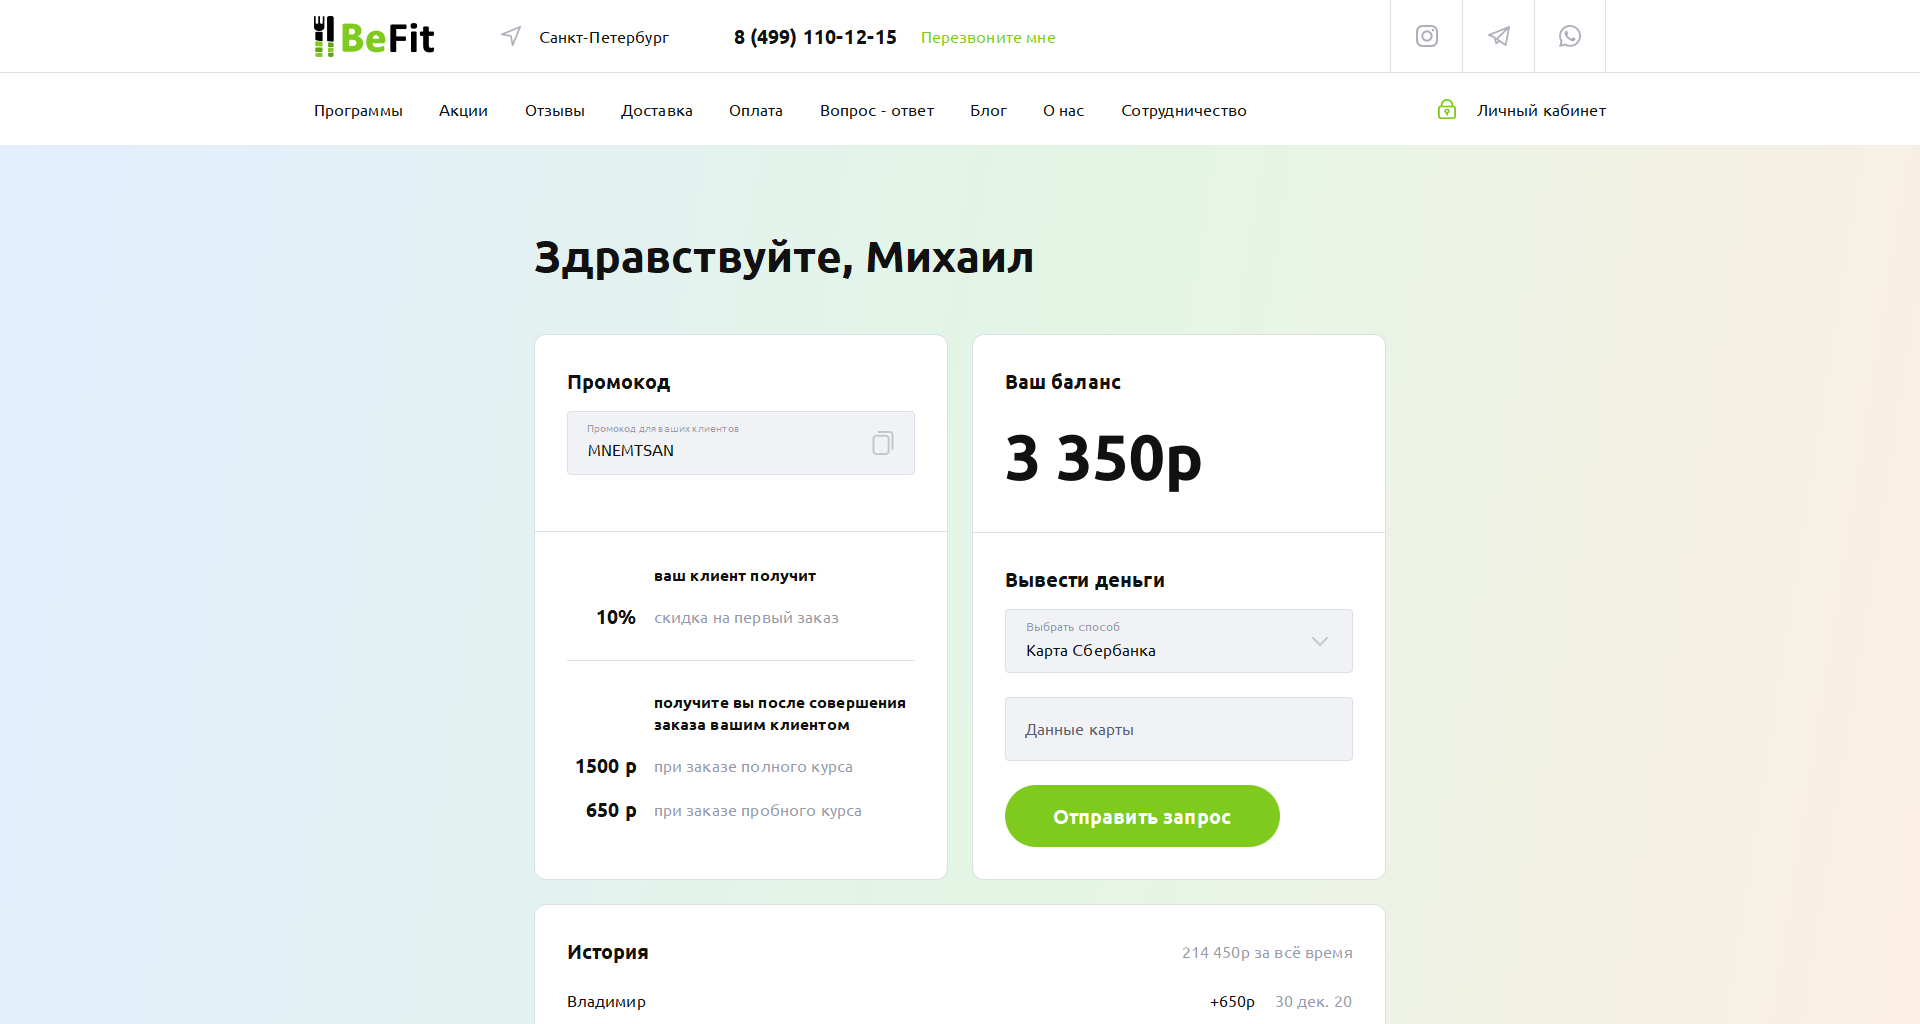 BeFit
Санкт-Петербург
8 (499) 110-12-15
Перезвоните мне
Программы
Акции
Отзывы
Доставка
Оплата
Вопрос - ответ
Блог
О нас
Сотрудничество
Личный кабинет
Здравствуйте, Михаил
Промокод
Промокод для ваших клиентов
MNEMTSAN
ваш клиент получит
10% скидка на первый заказ
получите вы после совершения
заказа вашим клиентом
1500 р при заказе полного курса
650 р при заказе пробного курса
Ваш баланс
3 350р
Вывести деньги
Выбрать способ
Карта Сбербанка
Данные карты
Отправить запрос
История
214 450р за всё время
Владимир
+650р
30 дек. 20